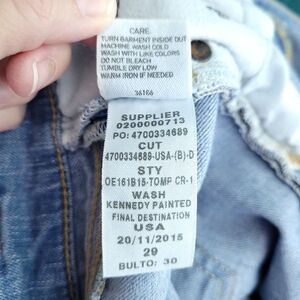 CARE
TURN GARMENT INSIDE OUT
MACHINE WASH COLD
WASH WITH LIKE COLORS
DO NOT BLEACH
TUMBLE DRY LOW
WARM IRON IF NEEDED
36166
SUPPLIER
0200000713
PO: 4700334689
CUT
4700334689-USA-(B)-D
STY
OE161B15-TOMP CR-1
WASH
KENNEDY PAINTED
FINAL DESTINATION
USA
20/11/2015
29
BULTO: 30